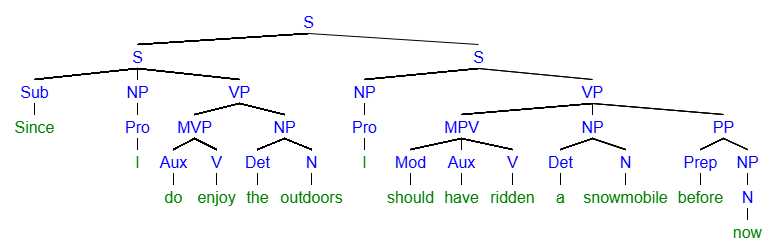 S
S S
Sub NP VP NP VP
Since Pro MVP NP Pro MPV NP PP
I Aux V Det N I Mod Aux V Det N Prep NP
do enjoy the outdoors should have ridden a snowmobile before N
now